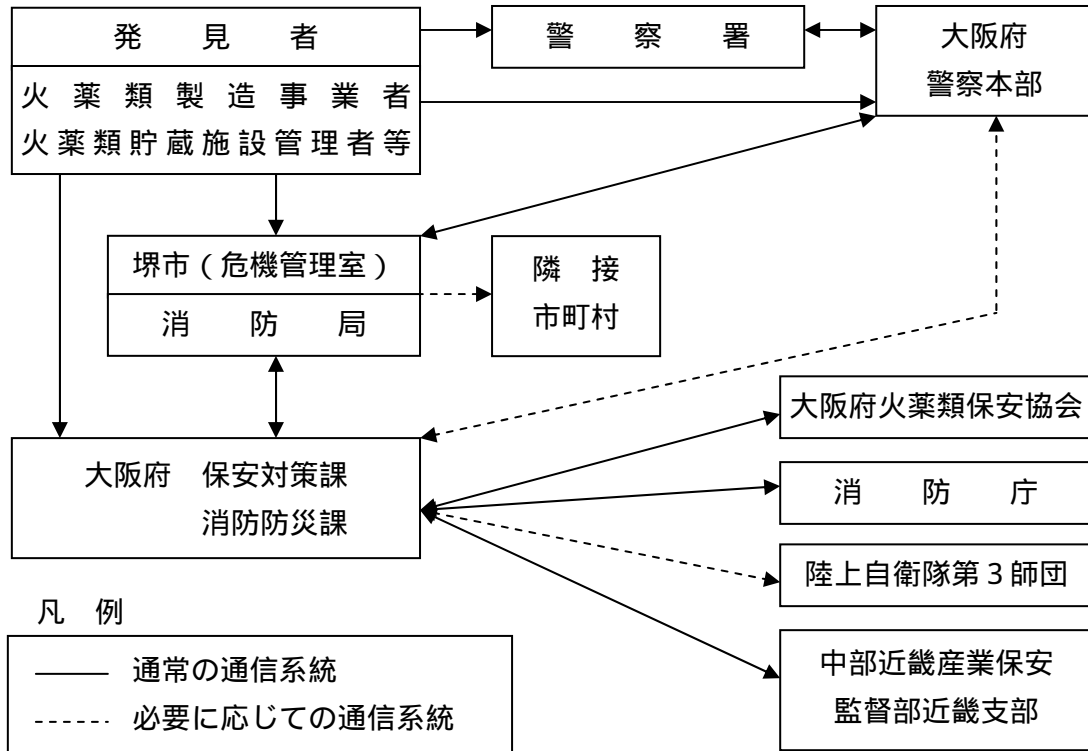 発見者
火薬類製造事業者
火薬類貯蔵施設管理者等
警察署
大阪府
警察本部
堺市（危機管理室）
消防局
隣接
市町村
大阪府　保安対策課
消防防災課
大阪府火薬類保安協会
消防庁
陸上自衛隊第３師団
中部近畿産業保安
監督部近畿支部
凡例
通常の通信系統
必要に応じての通信系統